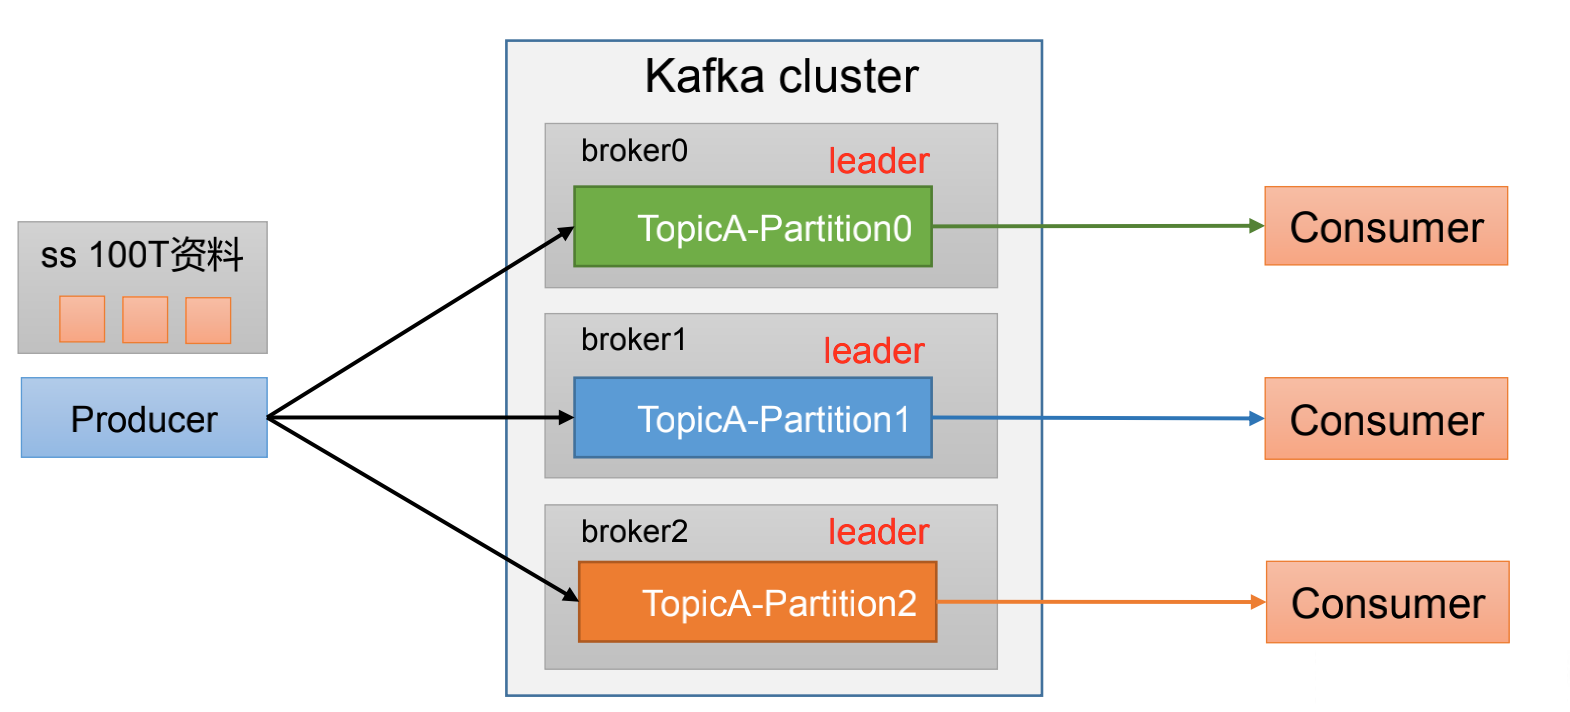 Kafka cluster
broker0
leader
TopicA-Partition0
Consumer
ss 100T资料
broker1
leader
Producer
TopicA-Partition1
Consumer
broker2
leader
TopicA-Partition2
Consumer